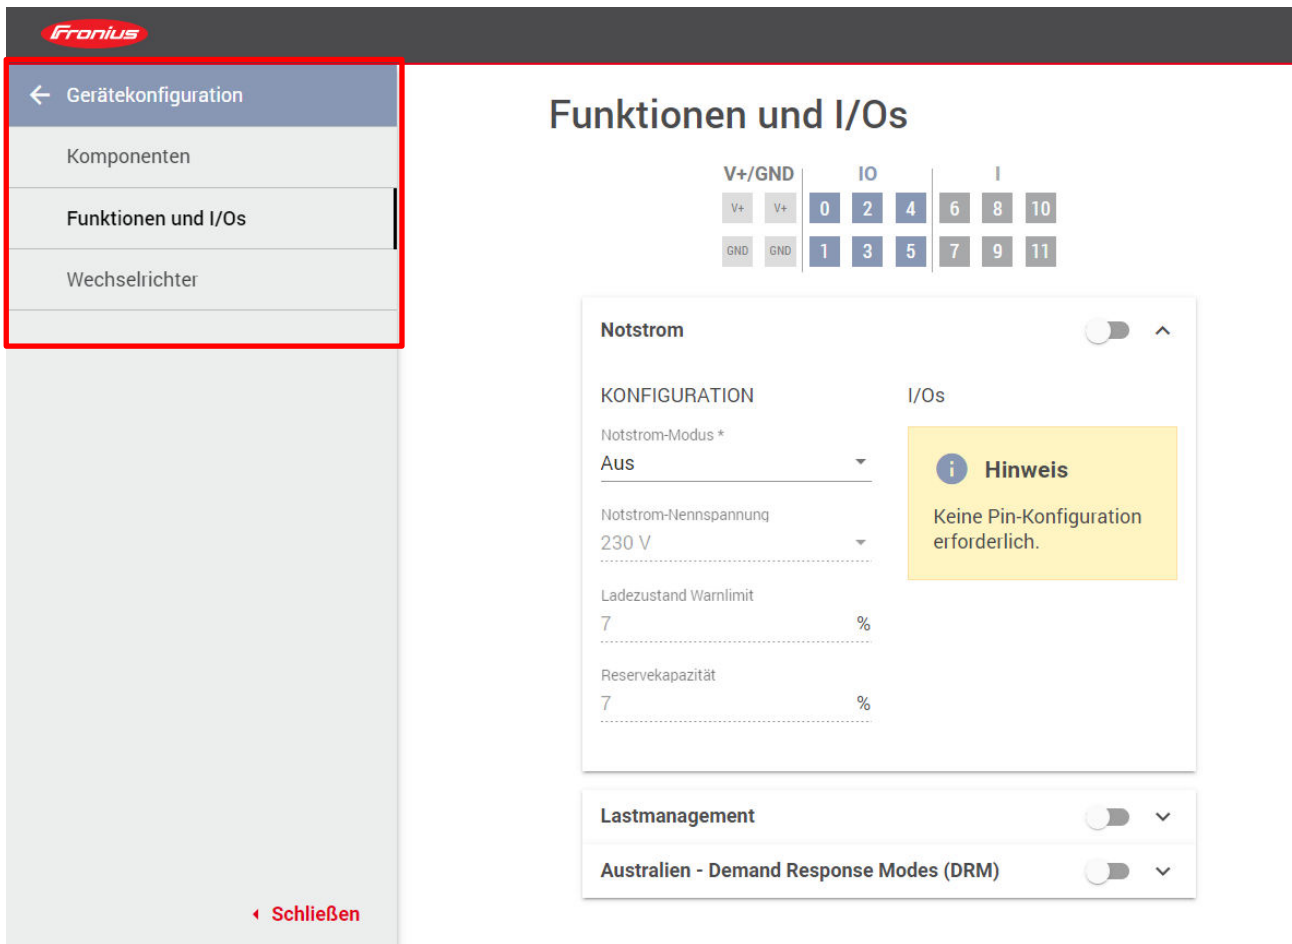 Fronius
Gerätekonfiguration
Komponenten
Funktionen und I/Os
Wechselrichter
Schließen
Funktionen und I/Os
V+/GND IO I
V+ V+ 0 2 4 6 8 10
GND GND 1 3 5 7 9 11
Notstrom
KONFIGURATION
Notstrom-Modus *
Aus
Notstrom-Nennspannung
230 V
Ladezustand Warnlimit
7 %
Reservekapazität
7 %
I/Os
i Hinweis
Keine Pin-Konfiguration
erforderlich.
Lastmanagement
Australien - Demand Response Modes (DRM)